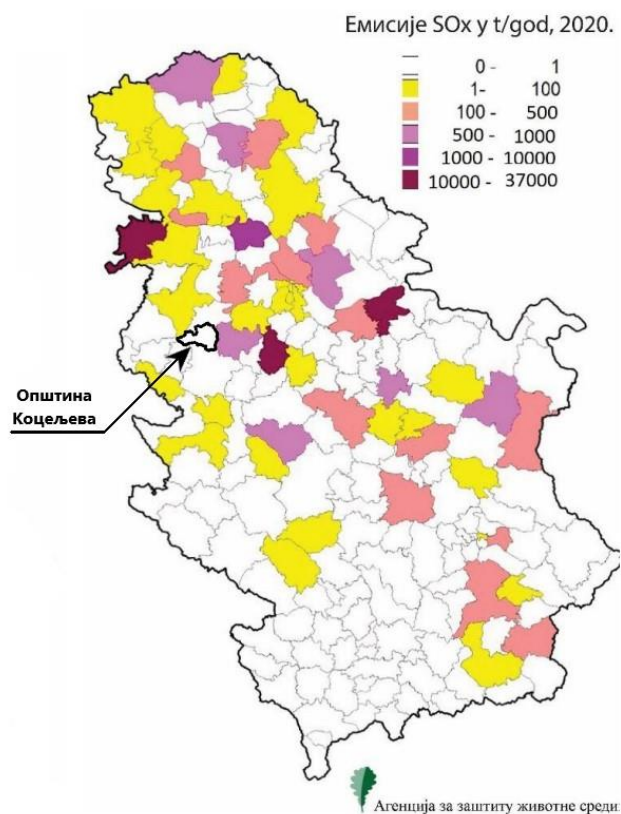 Емисије SOx у t/god, 2020.
0 - 1
1- 100
100 - 500
500 - 1000
1000 - 10000
10000 - 37000
Општина
Коцељева
Агенција за заштиту животне среди